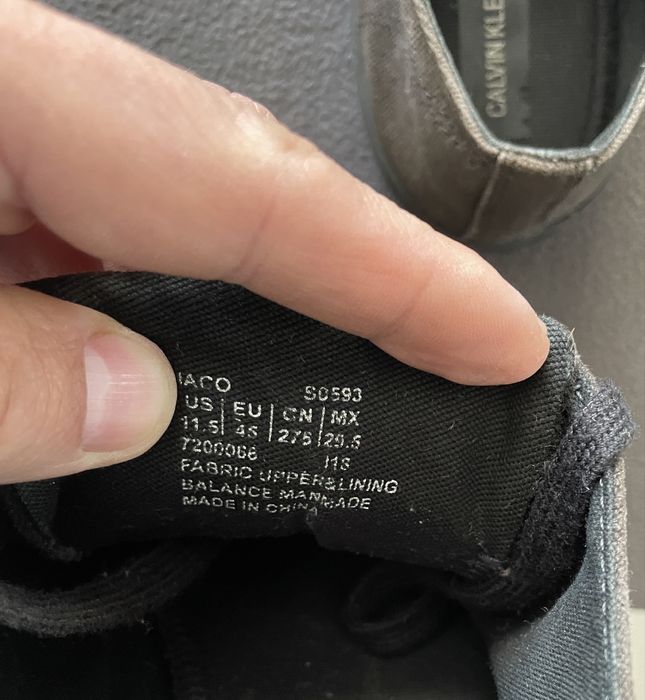 CALVIN KLE
IACO S0593
US EU CN MX
11.5 45 275 29.5
7200066 I1S
FABRIC UPPER&LINING
BALANCE MANMADE
MADE IN CHINA